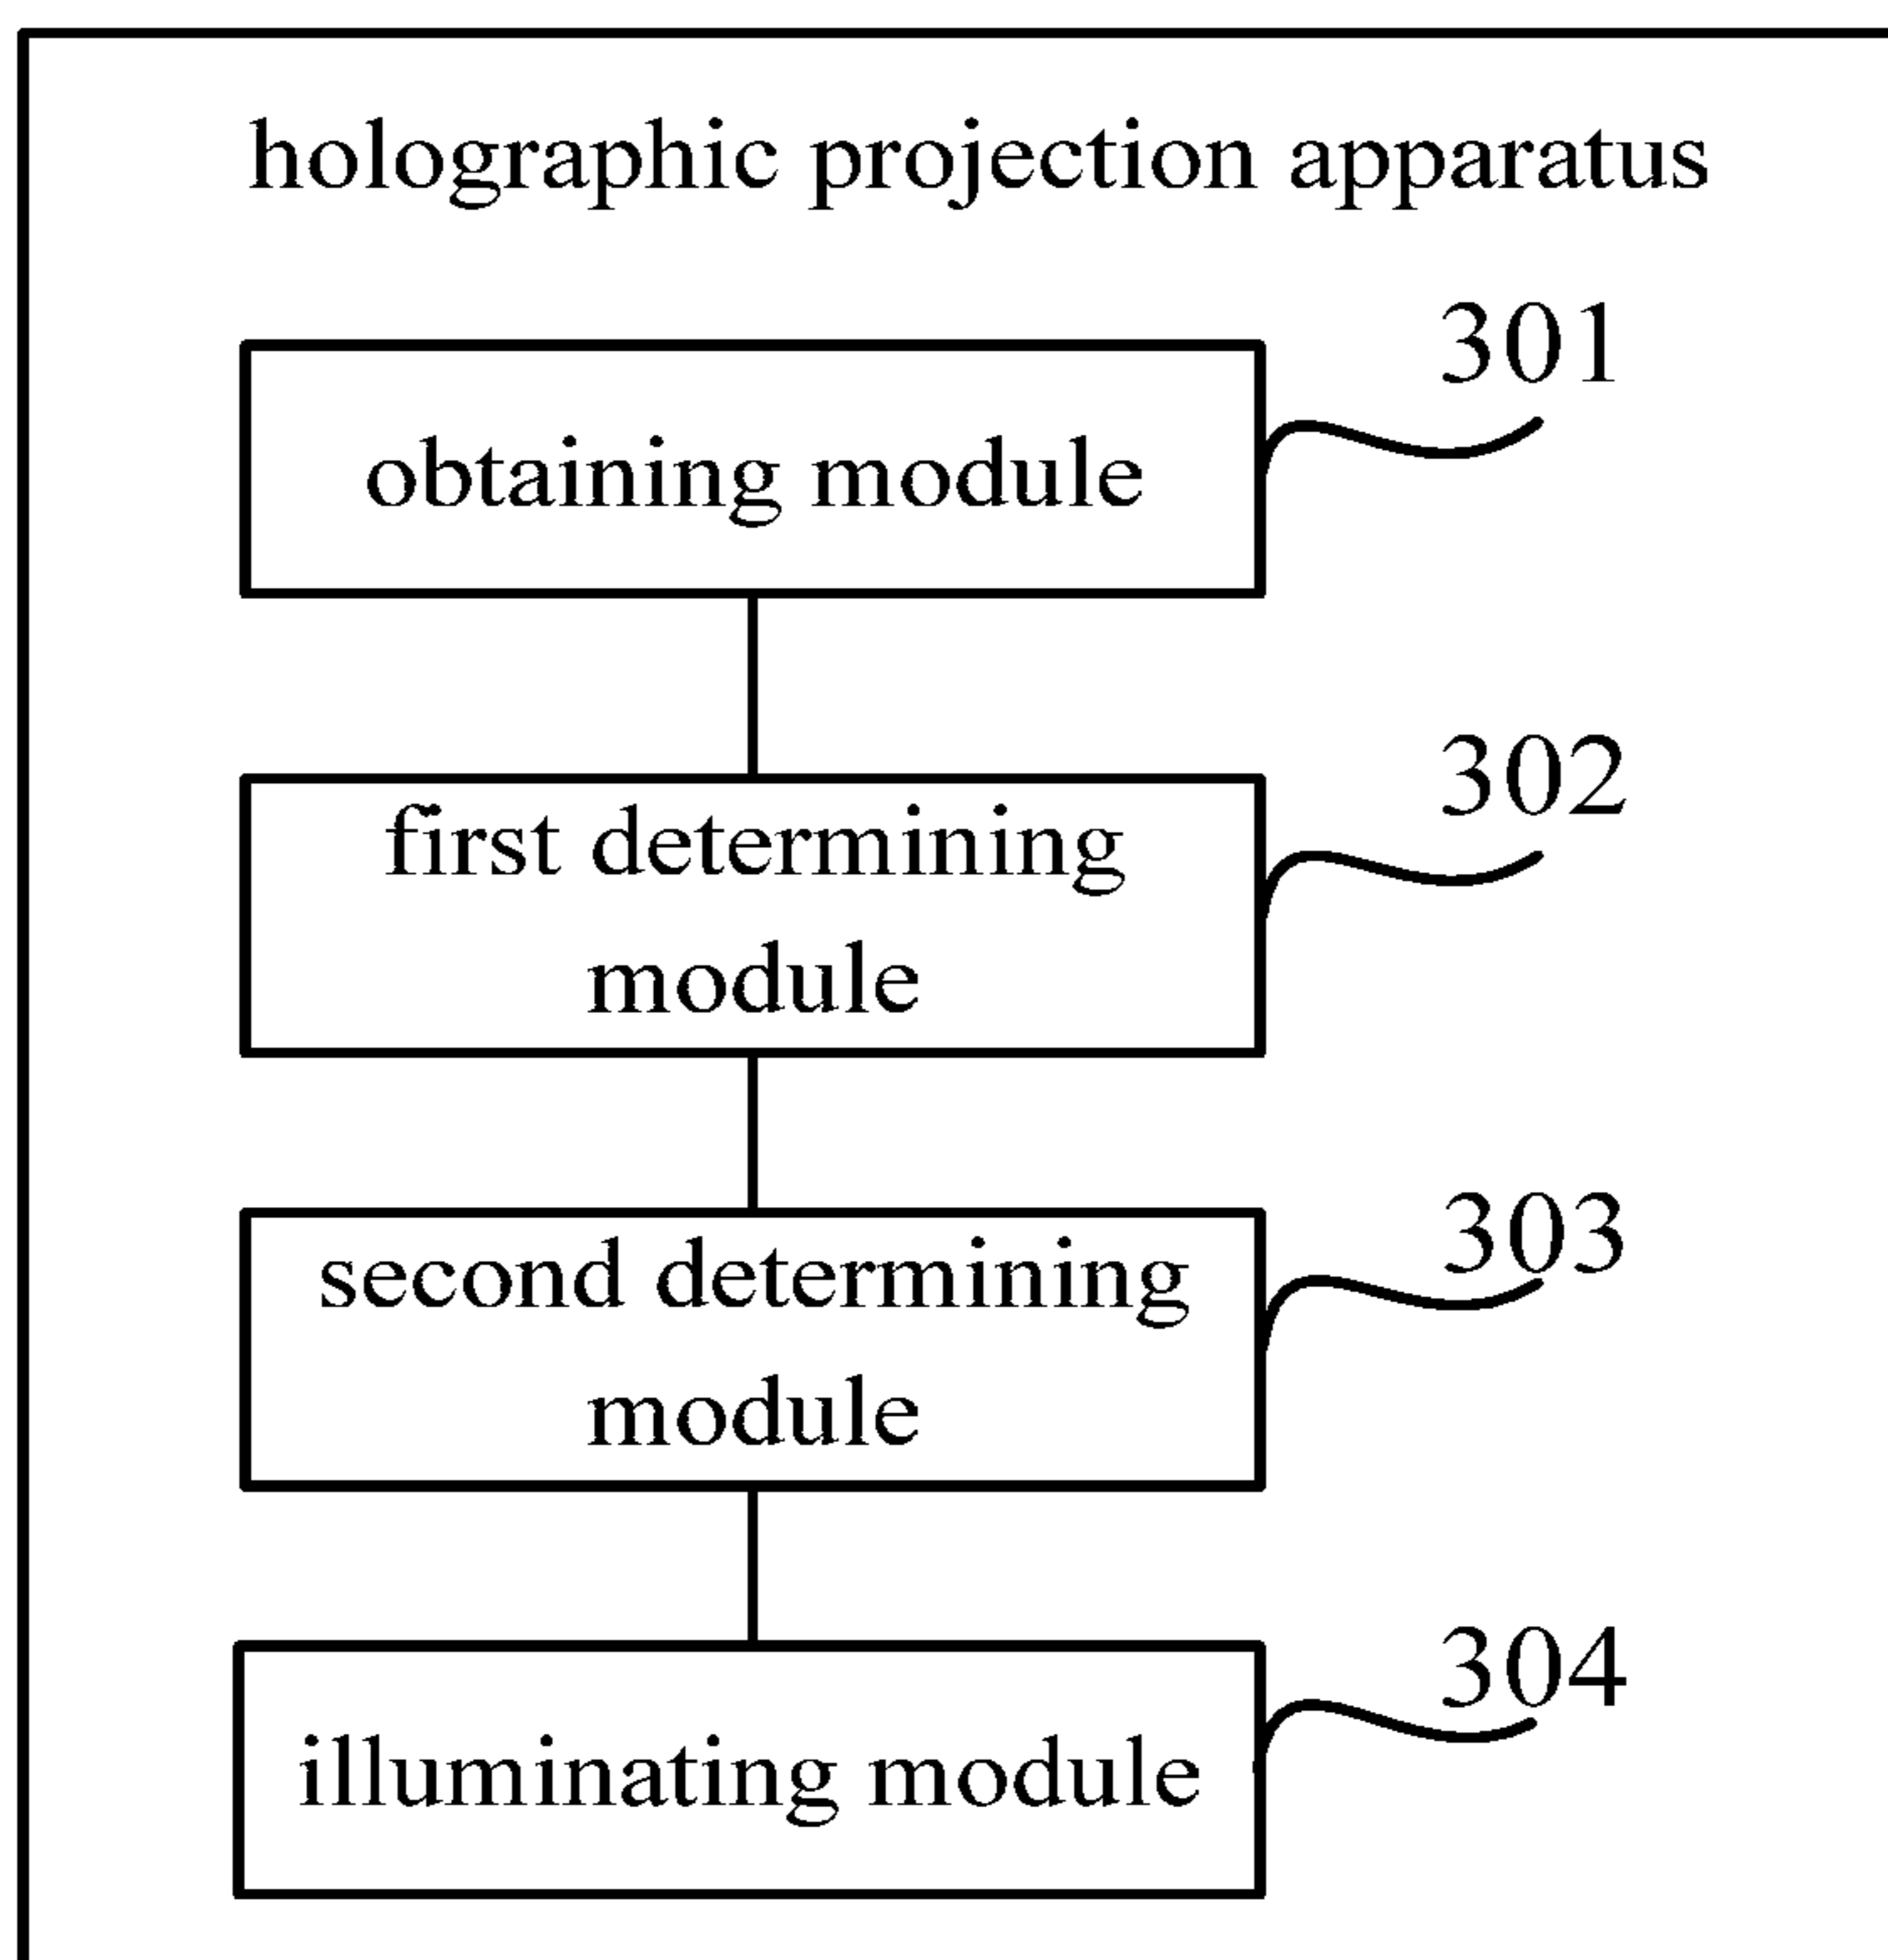 holographic projection apparatus
301
obtaining module
302
first determining
module
303
second determining
module
304
illuminating module